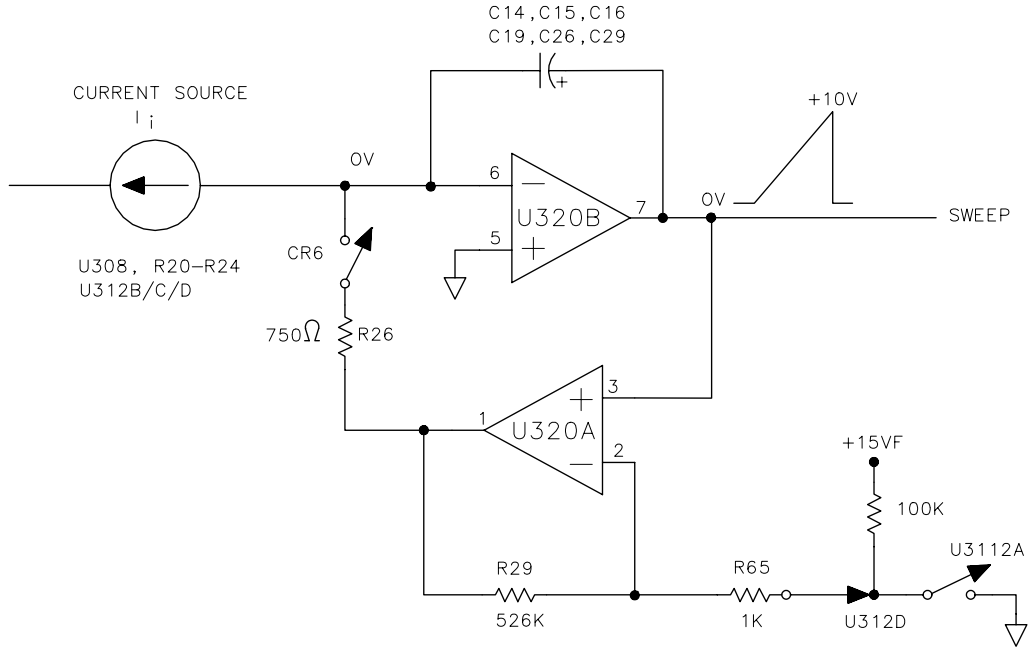 C14,C15,C16
C19,C26,C29
CURRENT SOURCE
I i
+10V
0V
6
−
U320B
7
0V
SWEEP
5
+
CR6
U308, R20−R24
U312B/C/D
750Ω
R26
3
+
1
U320A
2
−
+15VF
100K
U3112A
R29
R65
526K
1K
U312D
+